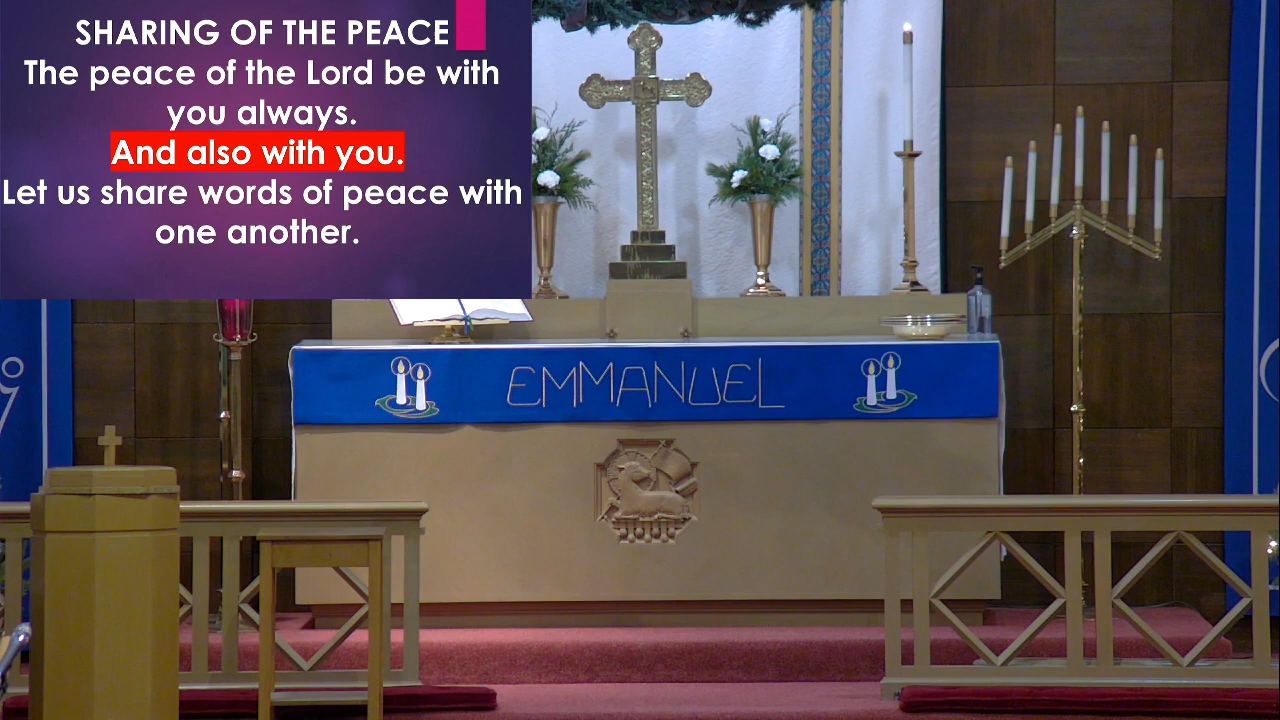 SHARING OF THE PEACE
The peace of the Lord be with
you always.
And also with you.
Let us share words of peace with
one another.
EMMANUEL